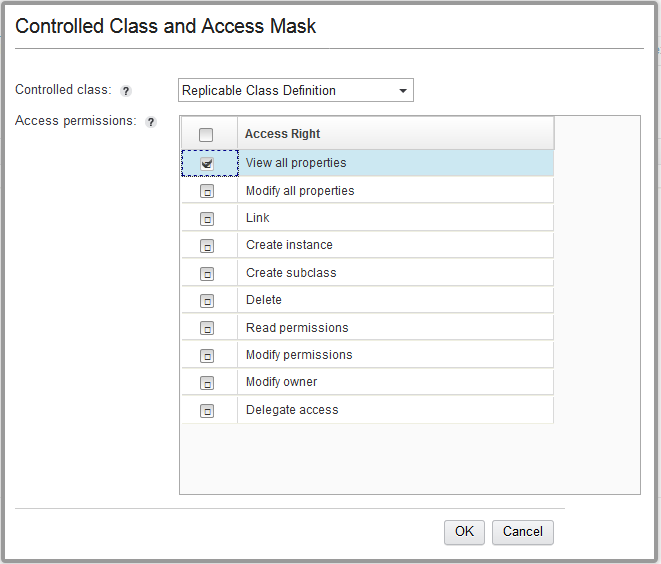 Controlled Class and Access Mask
Controlled class: ?
Replicable Class Definition
Access permissions: ?
Access Right
View all properties
Modify all properties
Link
Create instance
Create subclass
Delete
Read permissions
Modify permissions
Modify owner
Delegate access
OK
Cancel